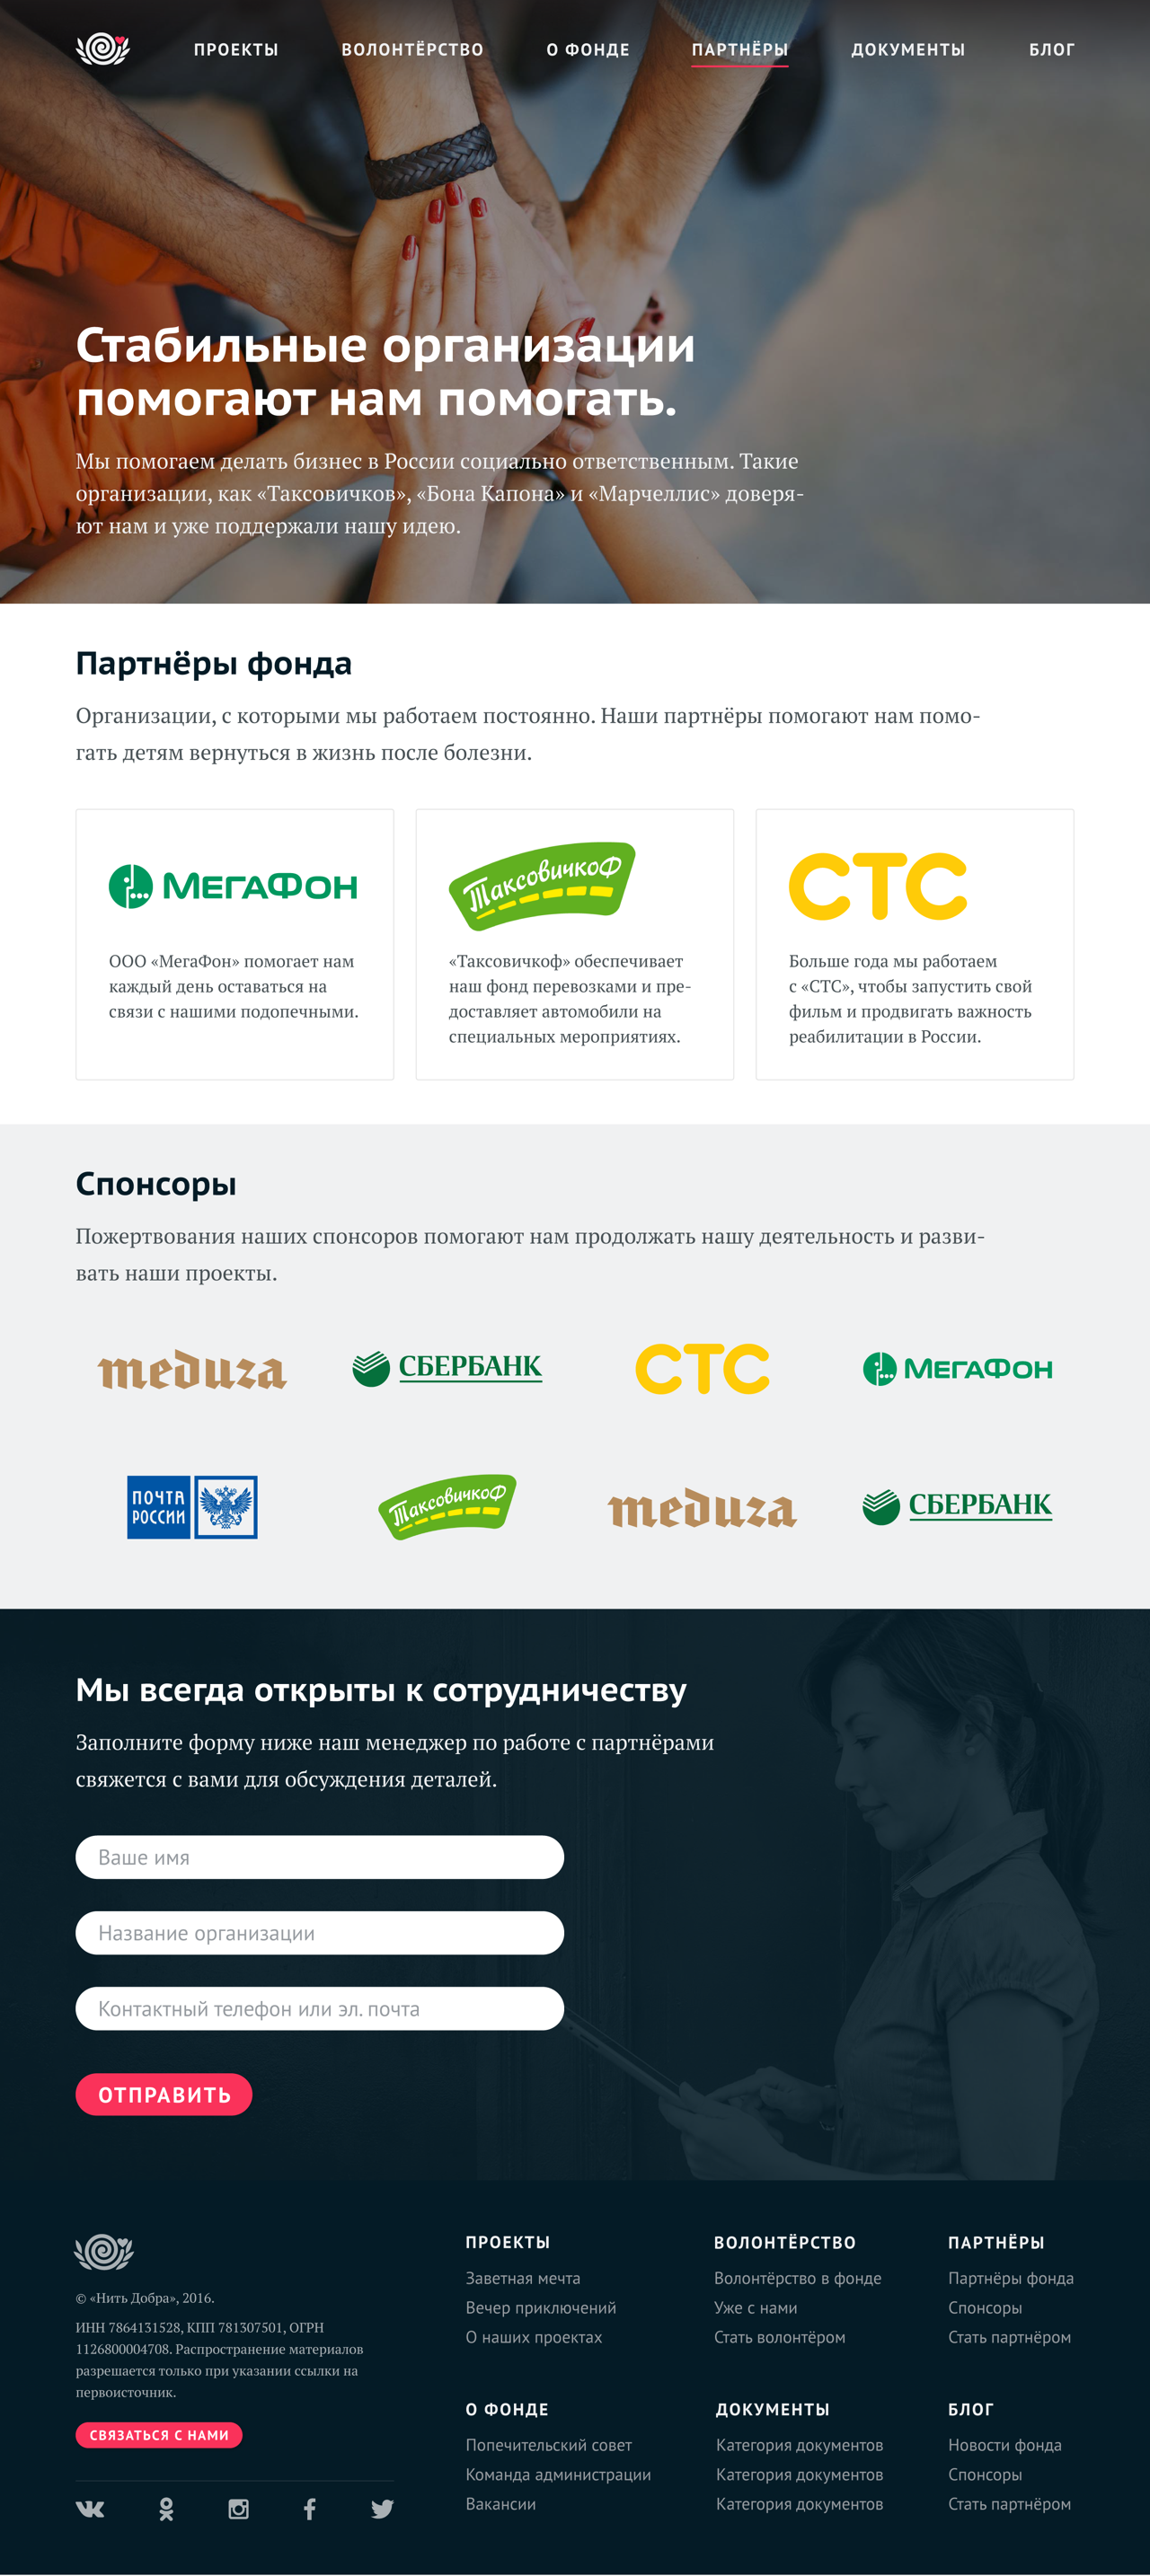 ПРОЕКТЫ ВОЛОНТЁРСТВО О ФОНДЕ ПАРТНЁРЫ ДОКУМЕНТЫ БЛОГ
Стабильные организации
помогают нам помогать.
Мы помогаем делать бизнес в России социально ответственным. Такие
организации, как «Таксовичков», «Бона Капона» и «Марчеллис» доверя-
ют нам и уже поддержали нашу идею.
Партнёры фонда
Организации, с которыми мы работаем постоянно. Наши партнёры помогают нам помо-
гать детям вернуться в жизнь после болезни.
МегаФон
ООО «МегаФон» помогает нам
каждый день оставаться на
связи с нашими подопечными.
ТаксовичкоФ
«Таксовичкоф» обеспечивает
наш фонд перевозками и пре-
доставляет автомобили на
специальных мероприятиях.
СТС
Больше года мы работаем
с «СТС», чтобы запустить свой
фильм и продвигать важность
реабилитации в России.
Спонсоры
Пожертвования наших спонсоров помогают нам продолжать нашу деятельность и разви-
вать наши проекты.
meduza СБЕРБАНК СТС МегаФон
ПОЧТА
РОССИИ
ТаксовичкоФ meduza СБЕРБАНК
Мы всегда открыты к сотрудничеству
Заполните форму ниже наш менеджер по работе с партнёрами
свяжется с вами для обсуждения деталей.
Ваше имя
Название организации
Контактный телефон или эл. почта
ОТПРАВИТЬ
© «Нить Добра», 2016.
ИНН 7864131528, КПП 781307501, ОГРН
1126800004708. Распространение материалов
разрешается только при указании ссылки на
первоисточник.
СВЯЗАТЬСЯ С НАМИ
ПРОЕКТЫ
Заветная мечта
Вечер приключений
О наших проектах
ВОЛОНТЁРСТВО
Волонтёрство в фонде
Уже с нами
Стать волонтёром
ПАРТНЁРЫ
Партнёры фонда
Спонсоры
Стать партнёром
О ФОНДЕ
Попечительский совет
Команда администрации
Вакансии
ДОКУМЕНТЫ
Категория документов
Категория документов
Категория документов
БЛОГ
Новости фонда
Спонсоры
Стать партнёром